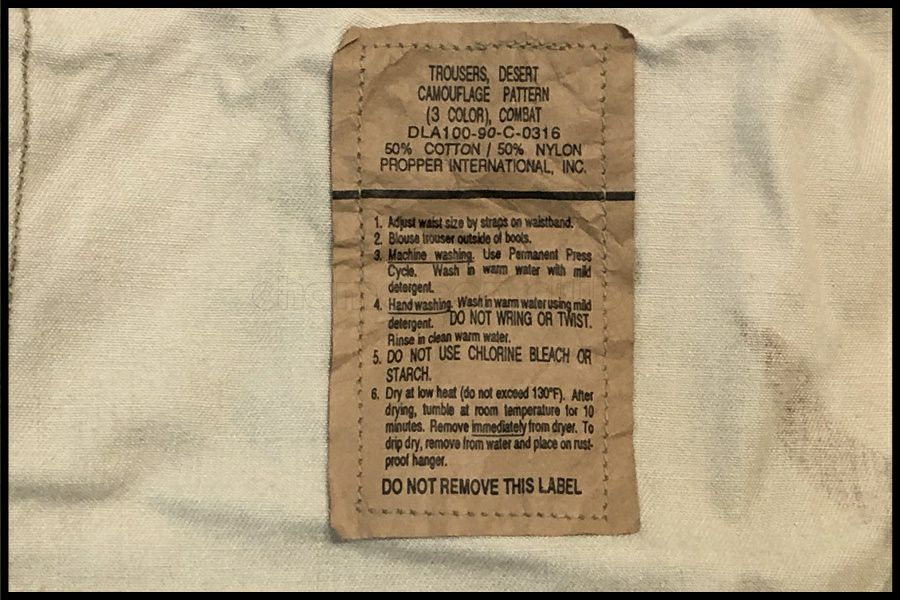 TROUSERS, DESERT
CAMOUFLAGE PATTERN
(3 COLOR), COMBAT
DLA100-90-C-0316
50% COTTON / 50% NYLON
PROPPER INTERNATIONAL, INC.
1. Adjust waist size by straps on waistband.
2. Blouse trouser outside of boots.
3. Machine washing. Use Permanent Press
Cycle. Wash in warm water with mild
detergent.
4. Hand washing. Wash in warm water using mild
detergent. DO NOT WRING OR TWIST.
Rinse in clean warm water.
5. DO NOT USE CHLORINE BLEACH OR
STARCH.
6. Dry at low heat (do not exceed 130°F). After
drying, tumble at room temperature for 10
minutes. Remove immediately from dryer. To
drip dry, remove from water and place on rust-
proof hanger.
DO NOT REMOVE THIS LABEL